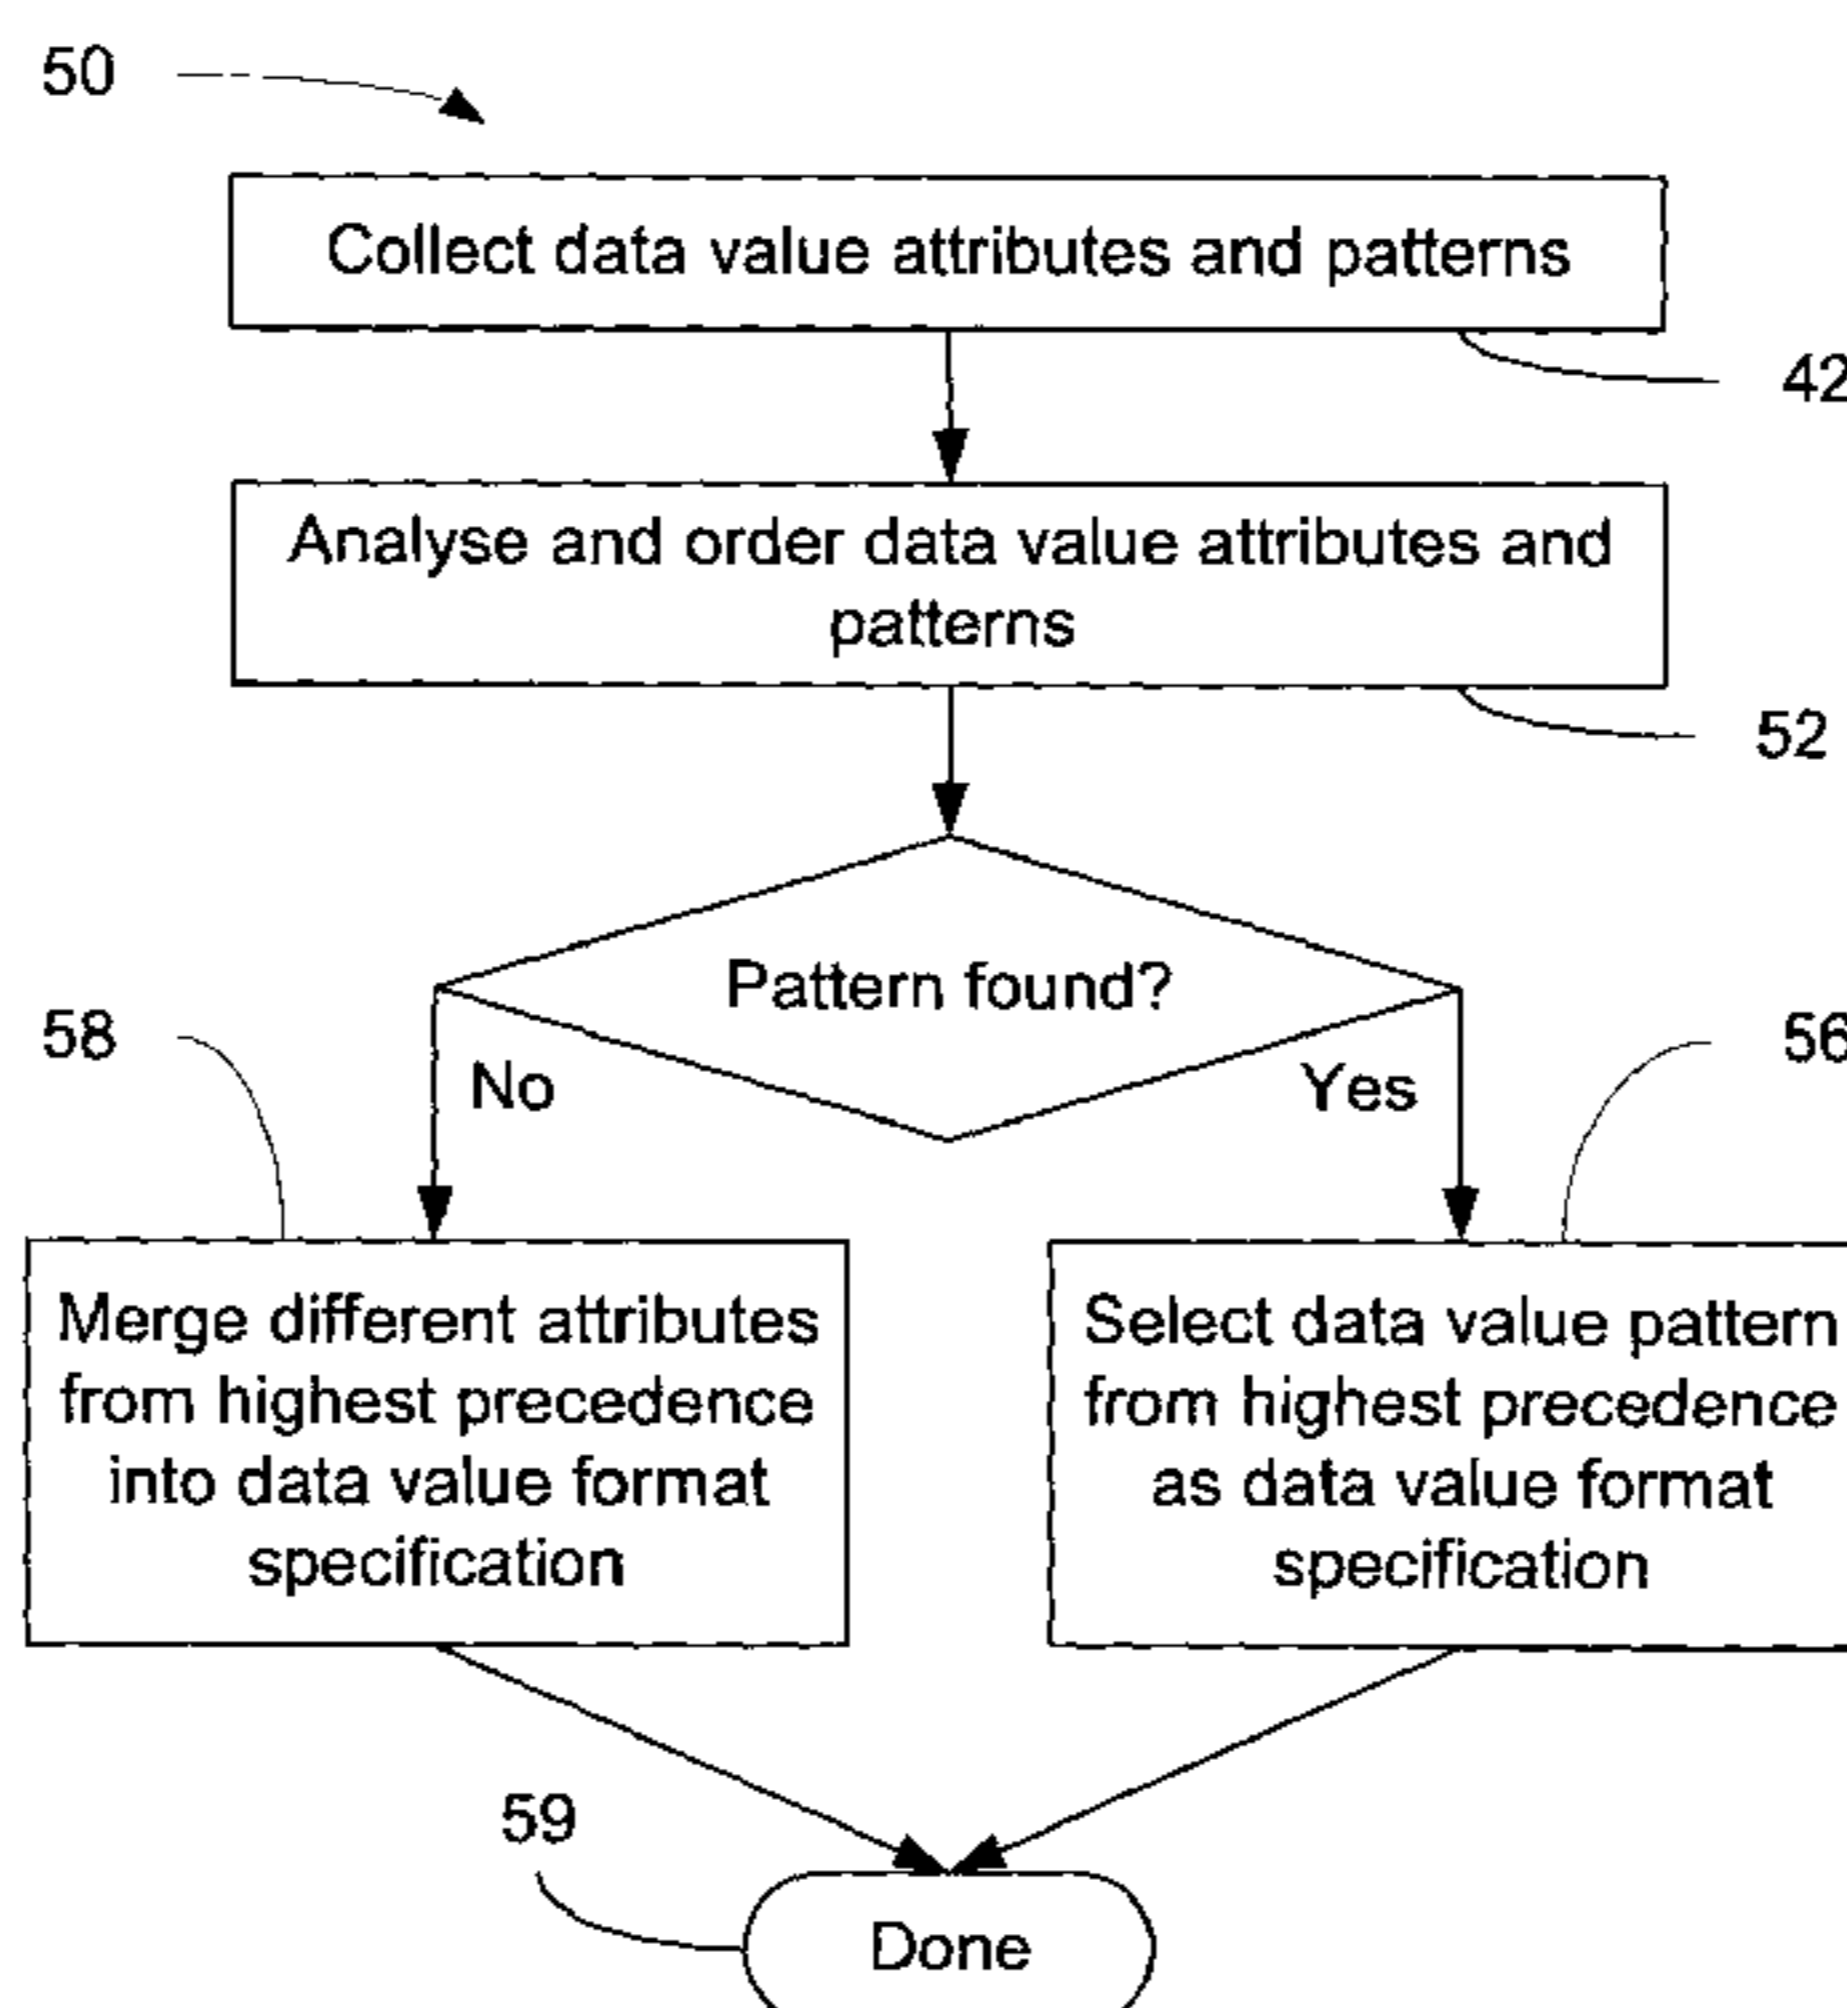 50
Collect data value attributes and patterns
42
Analyse and order data value attributes and
patterns
52
Pattern found?
58
56
No
Yes
Merge different attributes
from highest precedence
into data value format
specification
Select data value pattern
from highest precedence
as data value format
specification
59
Done